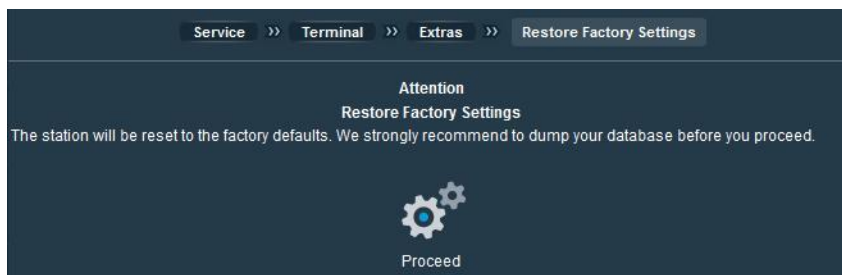 Service » Terminal » Extras » Restore Factory Settings
Attention
Restore Factory Settings
The station will be reset to the factory defaults. We strongly recommend to dump your database before you proceed.
Proceed